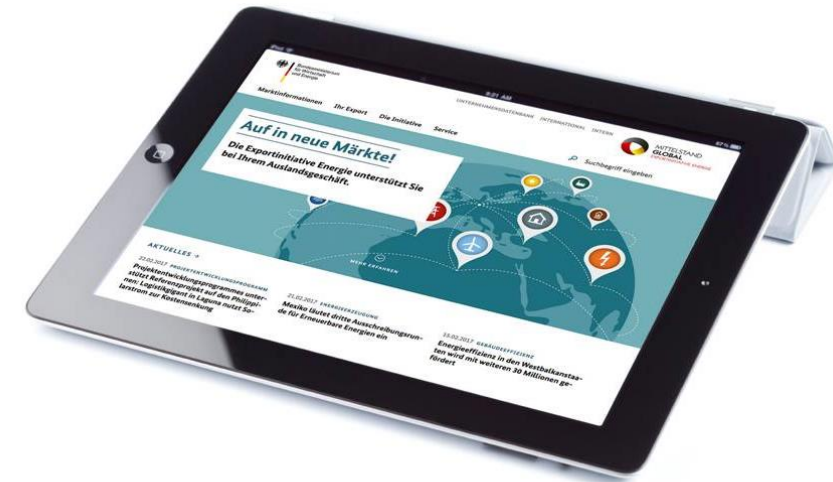 iPad
9:21 AM
87%
Bundesministerium
für Wirtschaft
und Energie
UNTERNEHMENSDATENBANK INTERNATIONAL INTERN
MITTELSTAND
GLOBAL
EXPORTINITIATIVE ENERGIE
Marktinformationen Ihr Export Die Initiative Service
Suchbegriff eingeben
Auf in neue Märkte!
Die Exportinitiative Energie unterstützt Sie
bei Ihrem Auslandsgeschäft.
MEHR ERFAHREN
AKTUELLES
22.02.2017 PROJEKTENTWICKLUNGSPROGRAMM
Projektentwicklungsprogrammes unter-
stützt Referenzprojekt auf den Philippi-
nen: Logistikgigant in Laguna nutzt So-
larstrom zur Kostensenkung
21.02.2017 ENERGIEERZEUGUNG
Mexiko läutet dritte Ausschreibungsrun-
de für Erneuerbare Energien ein
15.02.2017 GEBÄUDEEFFIZIENZ
Energieeffizienz in den Westbalkanstaa-
ten wird mit weiteren 30 Millionen ge-
fördert